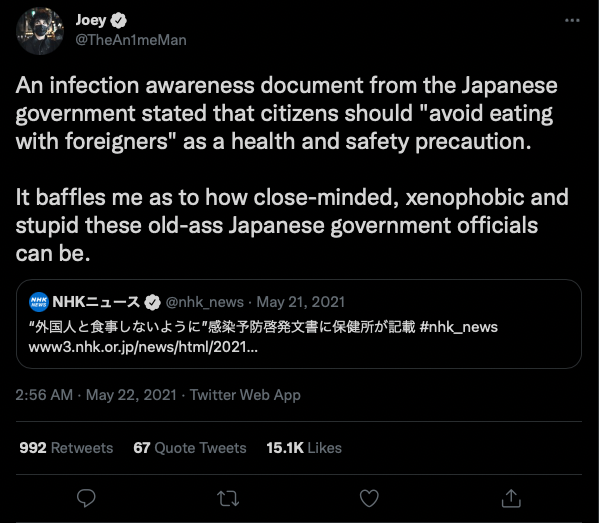 Joey
@TheAn1meMan
An infection awareness document from the Japanese
government stated that citizens should "avoid eating
with foreigners" as a health and safety precaution.
It baffles me as to how close-minded, xenophobic and
stupid these old-ass Japanese government officials
can be.
NHK NEWS NHKニュース @nhk_news · May 21, 2021
“外国人と食事しないように”感染予防啓発文書に保健所が記載 #nhk_news
www3.nhk.or.jp/news/html/2021...
2:56 AM · May 22, 2021 · Twitter Web App
992 Retweets 67 Quote Tweets 15.1K Likes